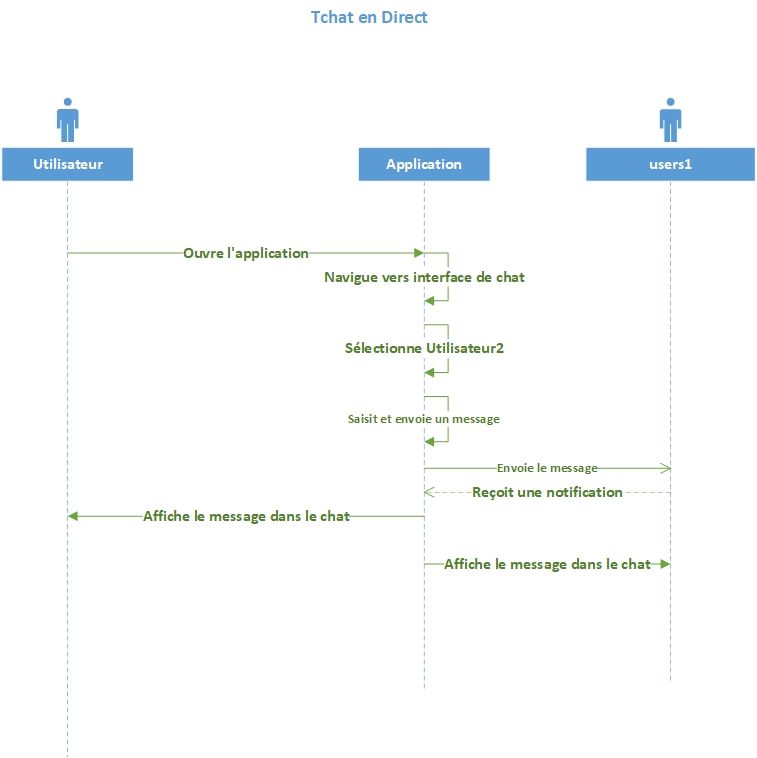 Tchat en Direct
Utilisateur
Application
users1
Ouvre l'application
Navigue vers interface de chat
Sélectionne Utilisateur2
Saisit et envoie un message
Envoie le message
Reçoit une notification
Affiche le message dans le chat
Affiche le message dans le chat